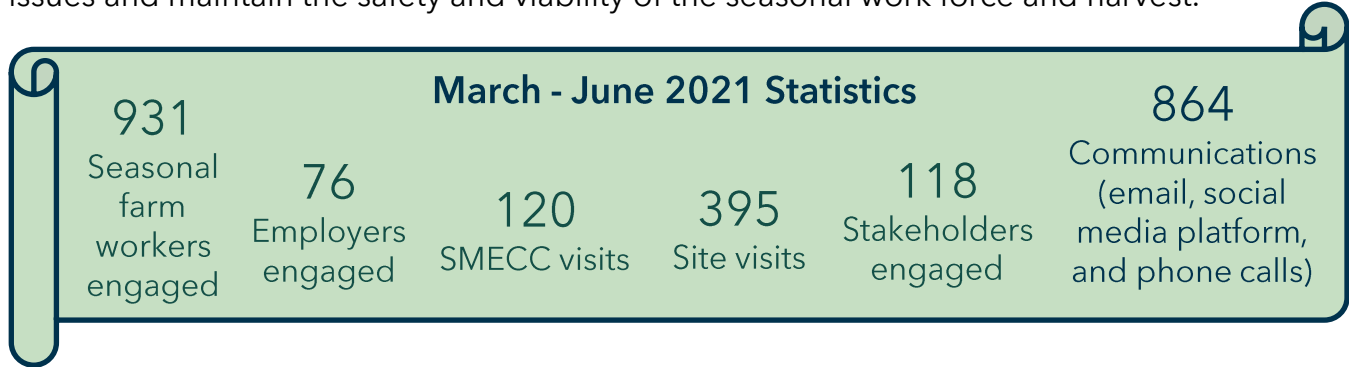 issues and maintain the safety and viability of the seasonal work force and harvest.
March - June 2021 Statistics
931
Seasonal
farm
workers
engaged
76
Employers
engaged
120
SMECC visits
395
Site visits
118
Stakeholders
engaged
864
Communications
(email, social
media platform,
and phone calls)